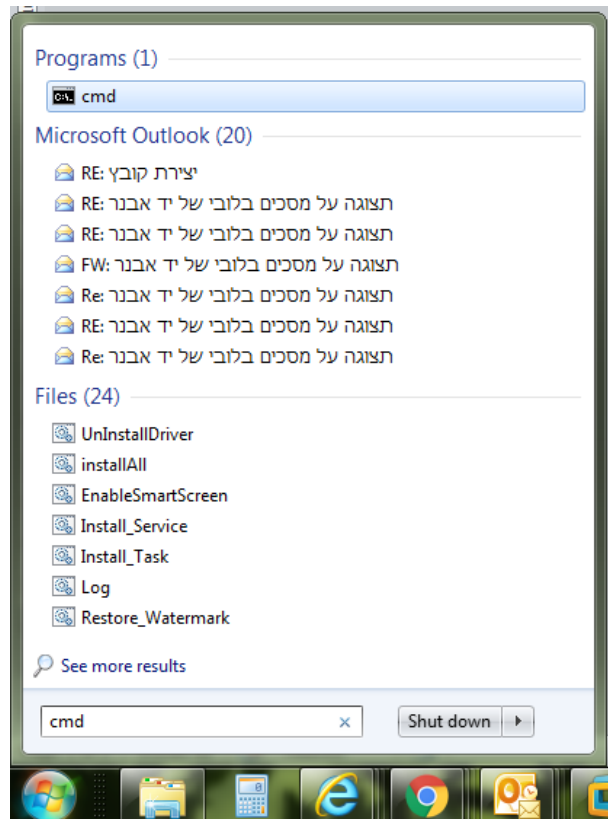 Programs (1)
cmd
Microsoft Outlook (20)
RE: יצירת קובץ
RE: תצוגה על מסכים בלובי של יד אבנר
RE: תצוגה על מסכים בלובי של יד אבנר
FW: תצוגה על מסכים בלובי של יד אבנר
Re: תצוגה על מסכים בלובי של יד אבנר
RE: תצוגה על מסכים בלובי של יד אבנר
Re: תצוגה על מסכים בלובי של יד אבנר
Files (24)
UnInstallDriver
installAll
EnableSmartScreen
Install_Service
Install_Task
Log
Restore_Watermark
See more results
cmd
Shut down